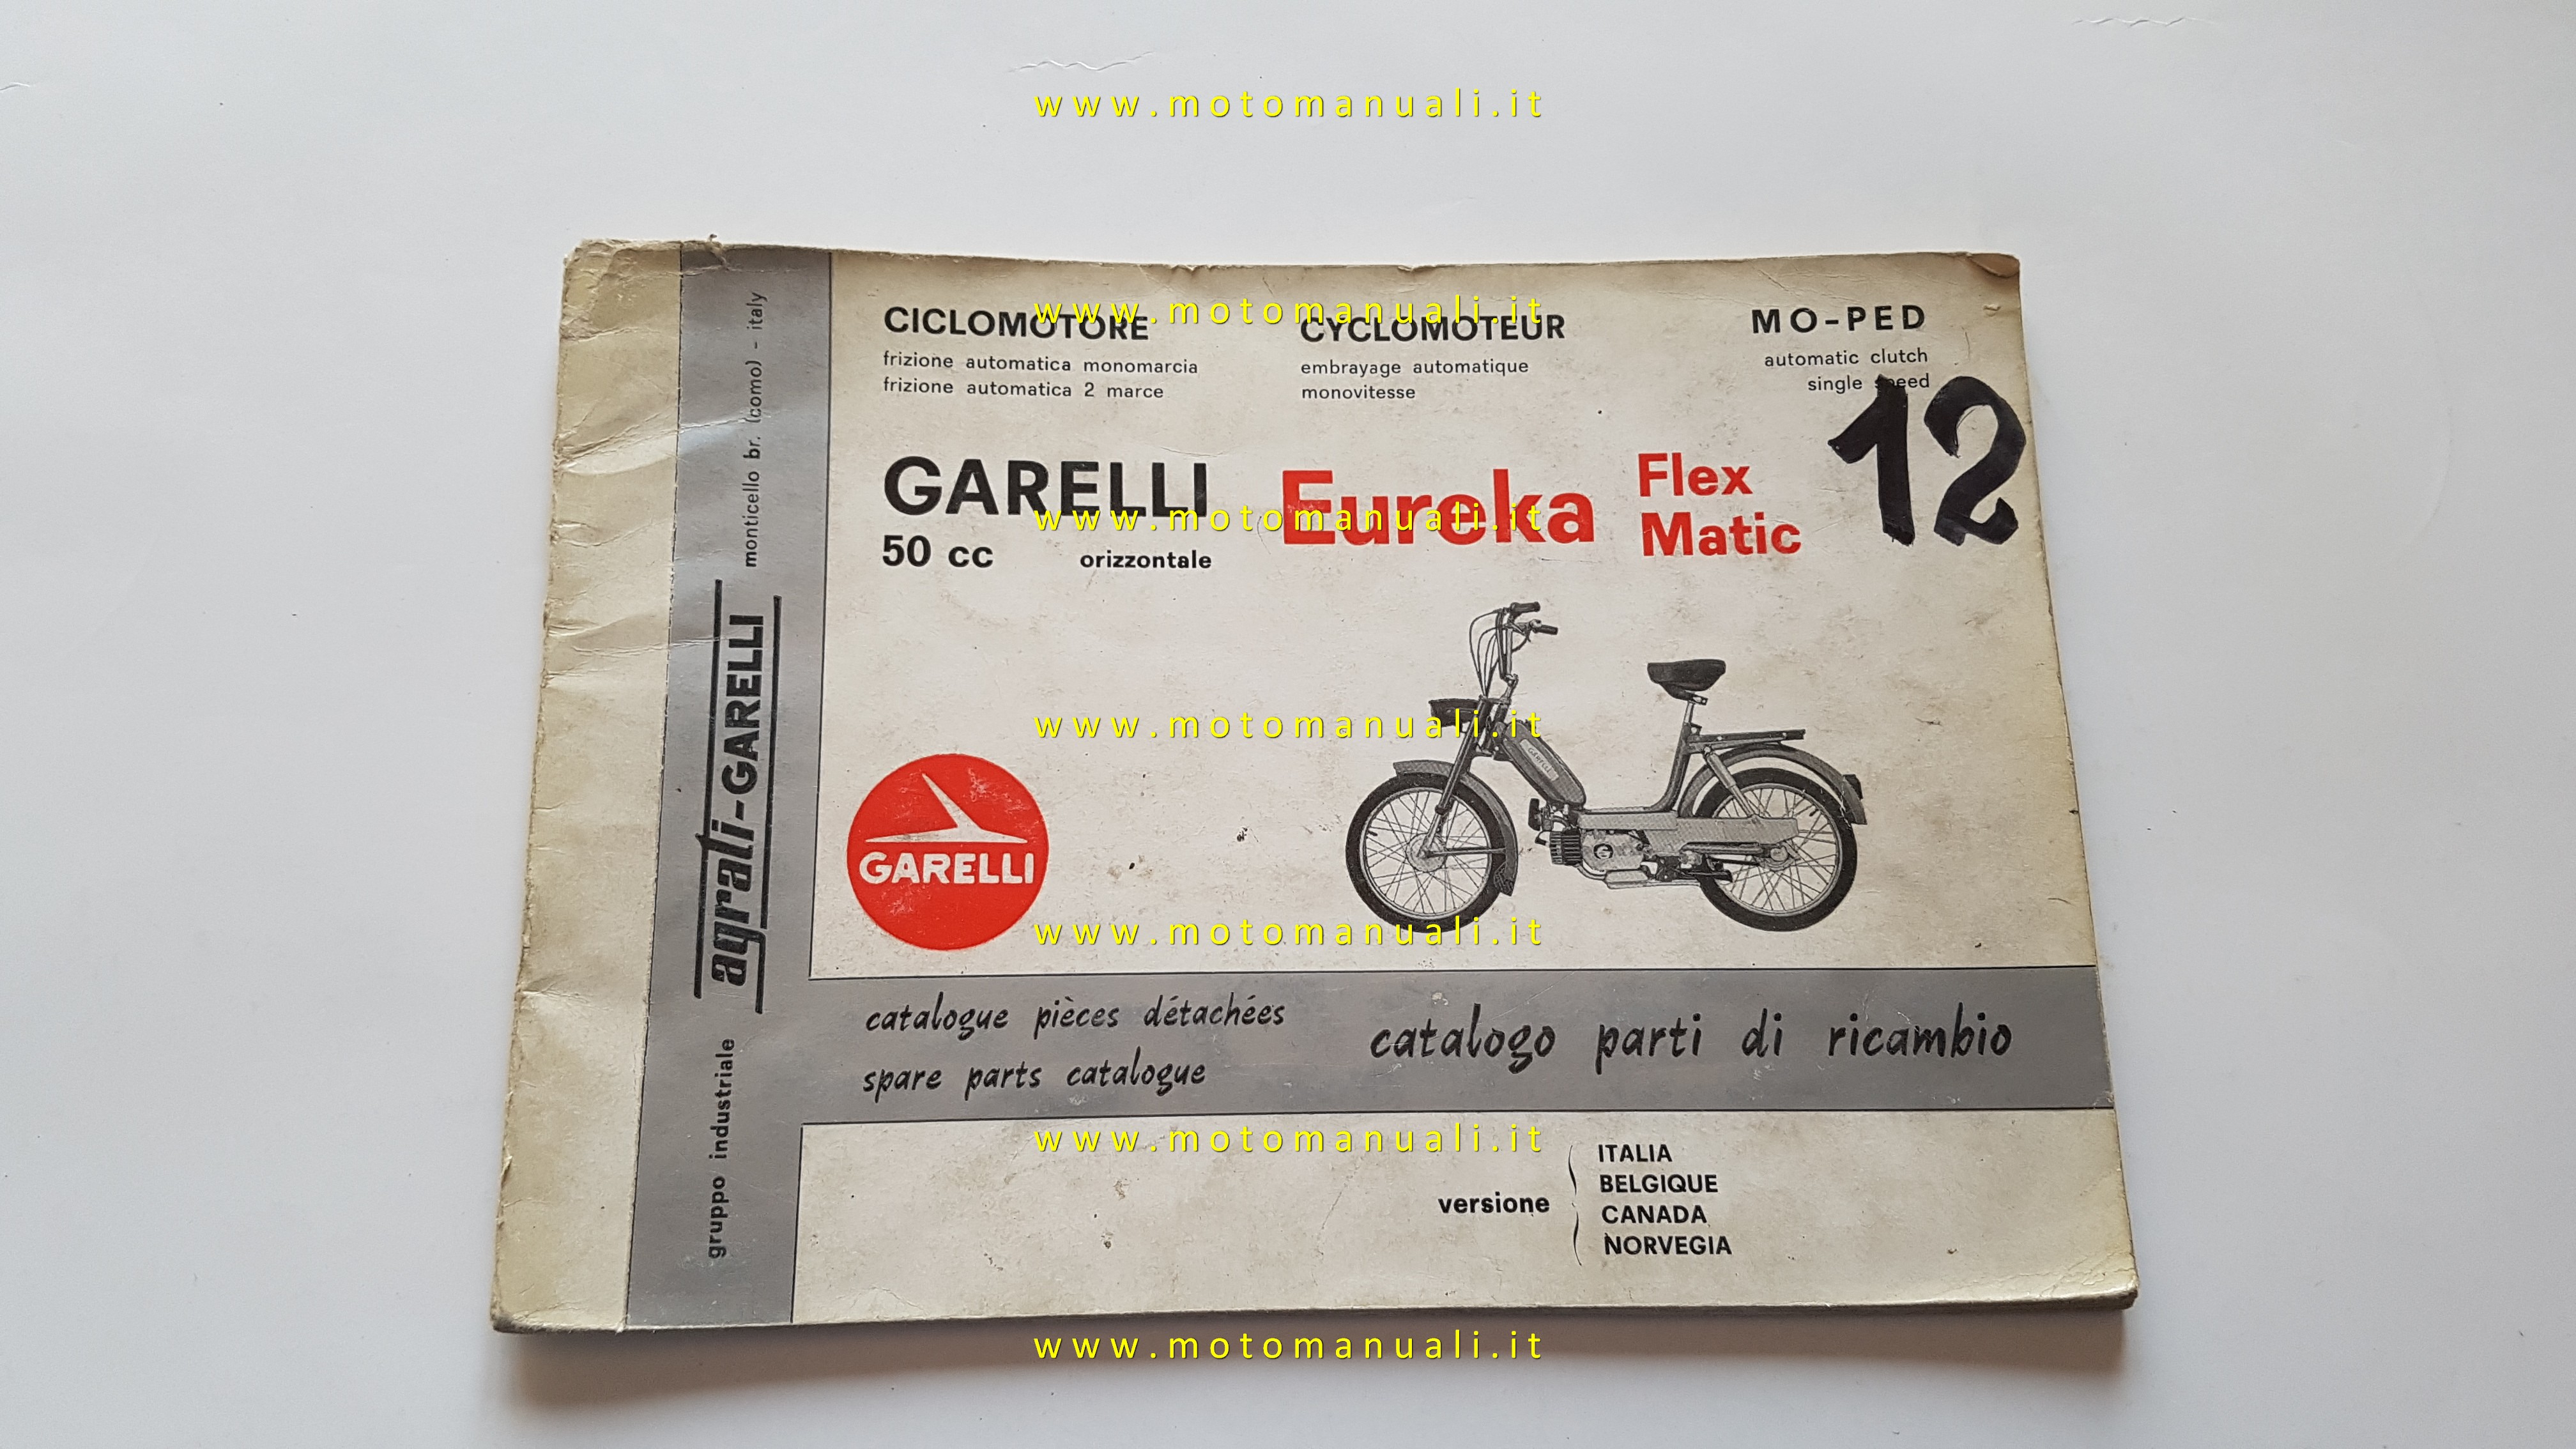 www.motomanuali.it
CICLOMOTORE
frizione automatica monomarcia
frizione automatica 2 marce
CYCLOMOTEUR
embrayage automatique
monovitesse
MO-PED
automatic clutch
single speed
www.motomanuali.it
12
GARELLI
50 cc
orizzontale
Eureka
Flex
Matic
www.motomanuali.it
www.motomanuali.it
GARELLI
GARELLI
www.motomanuali.it
gruppo industriale
agrati-GARELLI
monticello br. (como) - italy
catalogue pièces détachées
spare parts catalogue
catalogo parti di ricambio
www.motomanuali.it
versione
ITALIA
BELGIQUE
CANADA
NORVEGIA
www.motomanuali.it